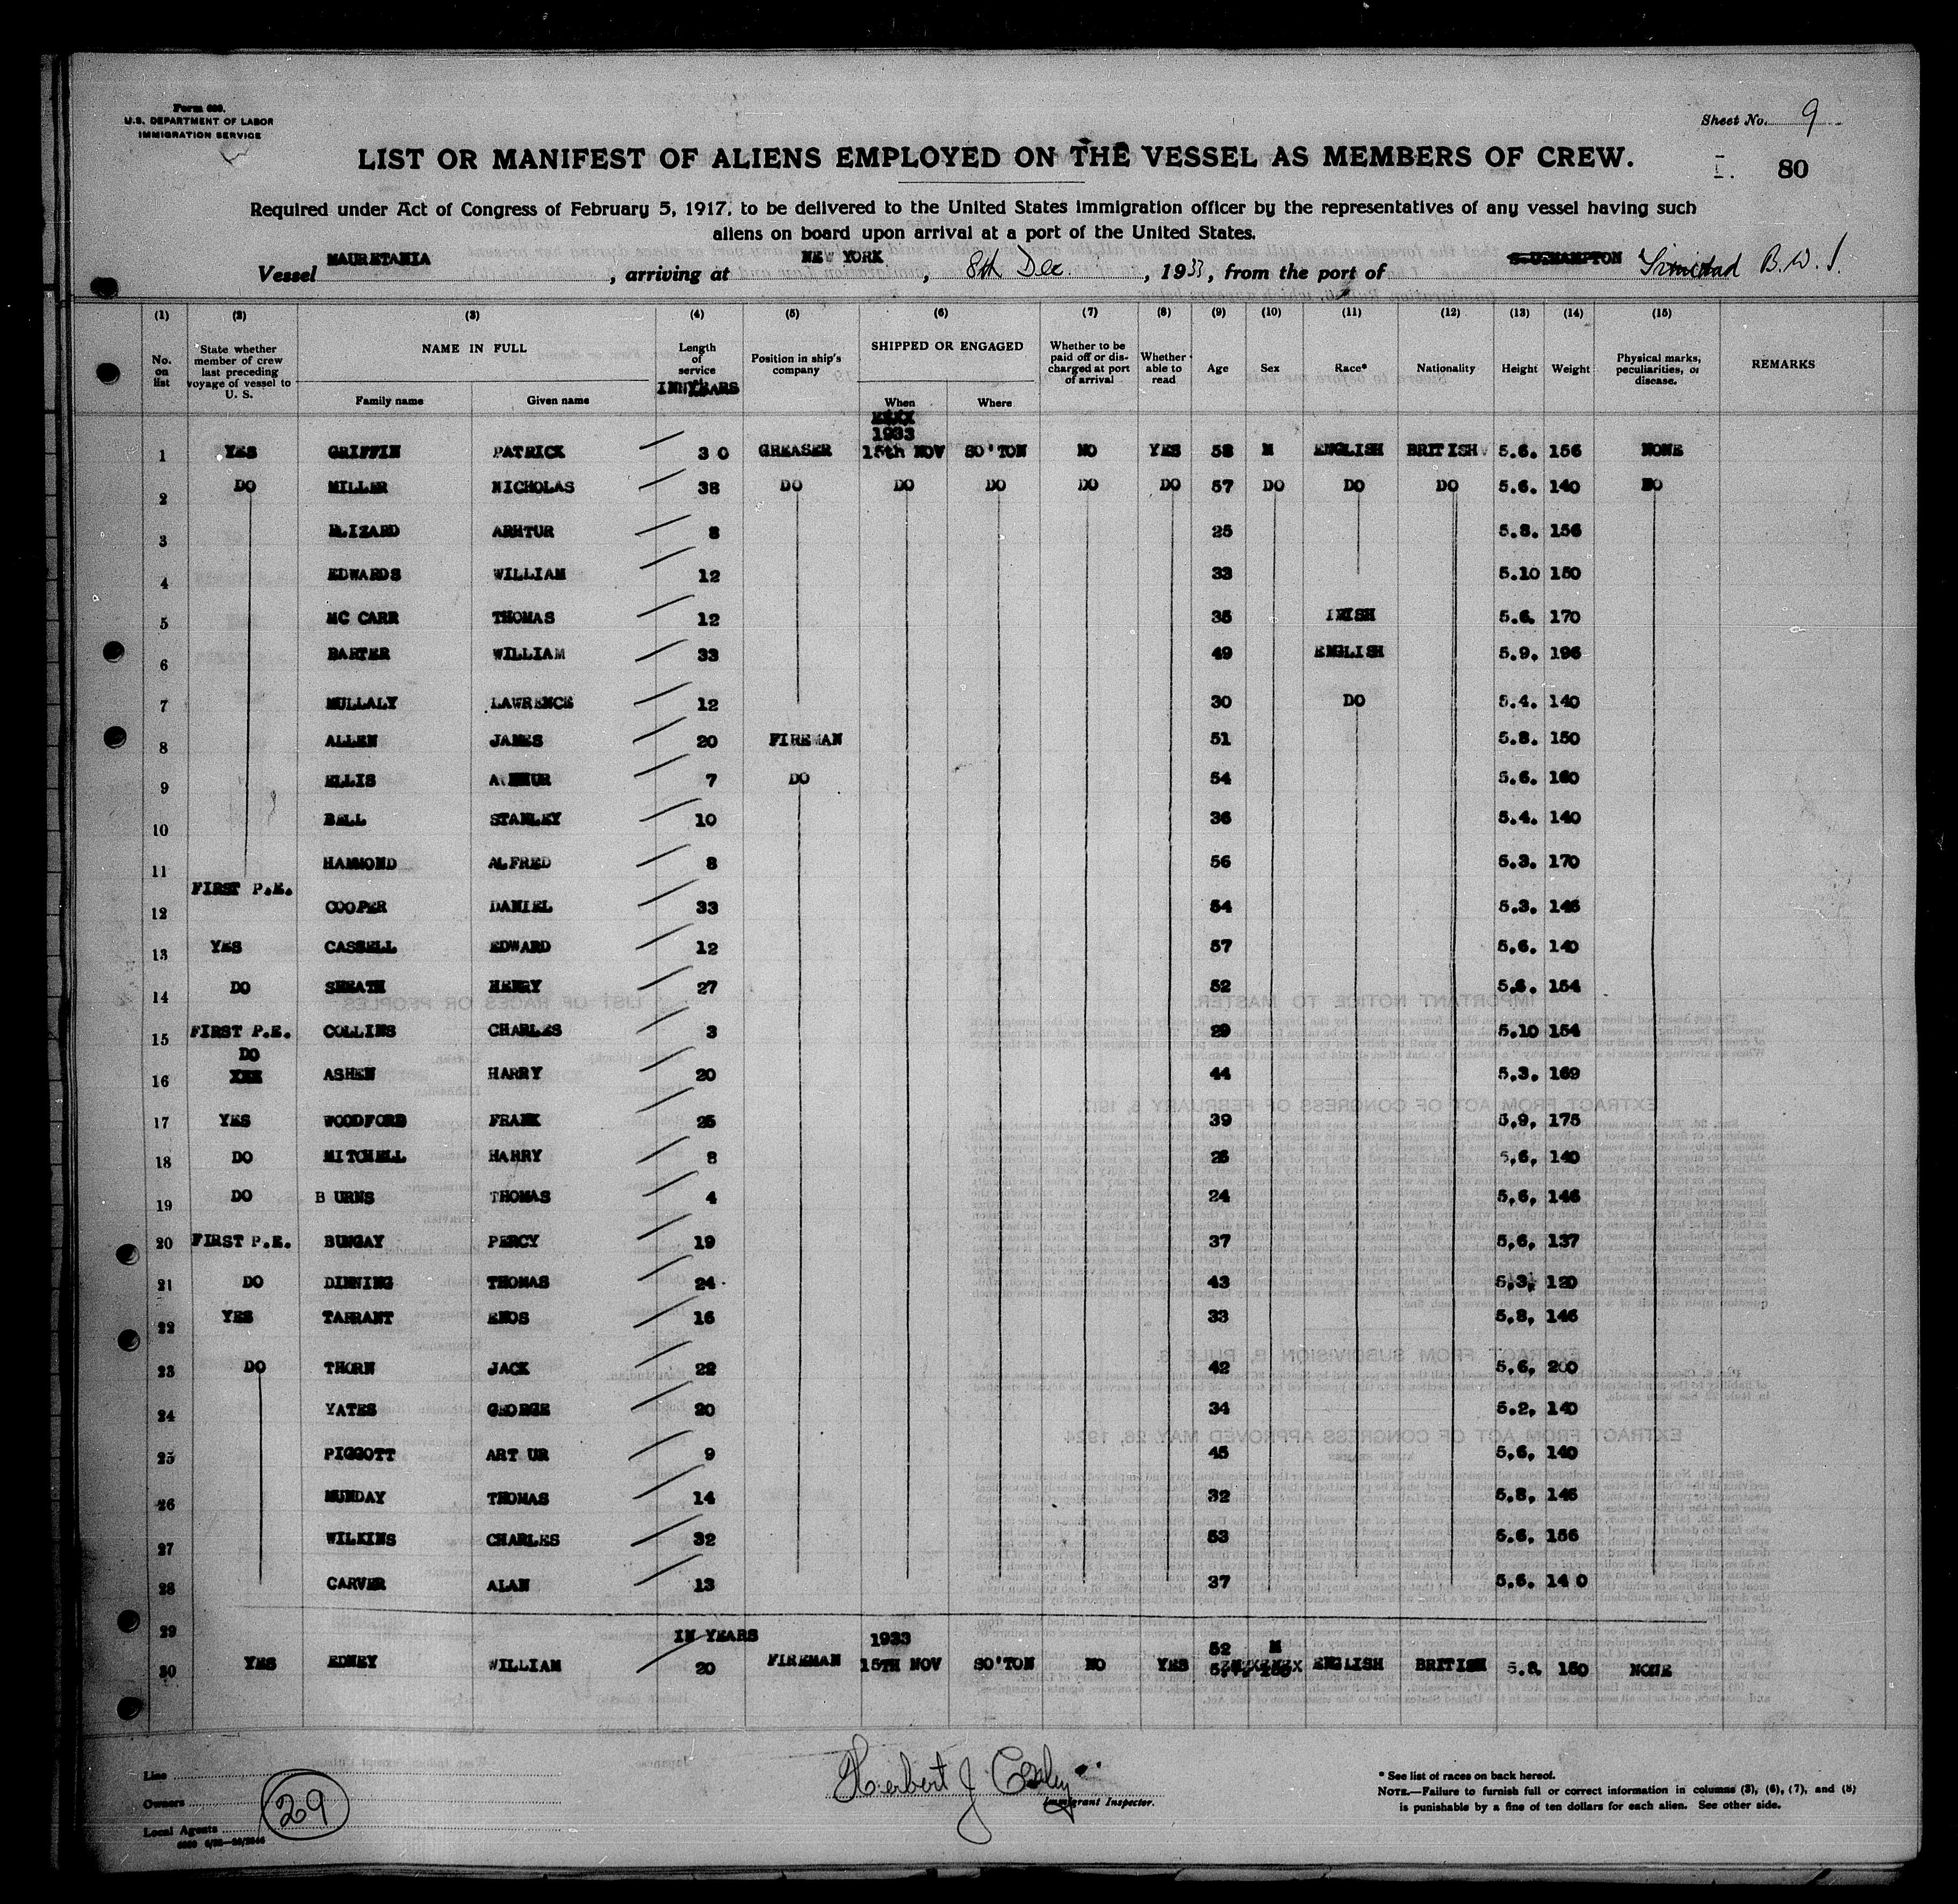 Form 680.
U.S. DEPARTMENT OF LABOR
IMMIGRATION SERVICE
Sheet No. 9
LIST OR MANIFEST OF ALIENS EMPLOYED ON THE VESSEL AS MEMBERS OF CREW.
80
Required under Act of Congress of February 5, 1917, to be delivered to the United States immigration officer by the representatives of any vessel having such
aliens on board upon arrival at a port of the United States.
Vessel MAURETANIA, arriving at NEW YORK, 8th Dec., 1933, from the port of Trinidad B.W.I.
(1) (2) (3) (4) (5) (6) (7) (8) (9) (10) (11) (12) (13) (14) (15)
No. on list State whether member of crew last preceding voyage of vessel to U. S. NAME IN FULL Length of service IN YEARS Position in ship's company SHIPPED OR ENGAGED Whether to be paid off or discharged at port of arrival Whether able to read Age Sex Race* Nationality Height Weight Physical marks, peculiarities, or disease. REMARKS
Family name Given name When Where
1933
1 YES GRIFFIN PATRICK 30 GREASER 15th NOV SO'TON NO YES 58 M ENGLISH BRITISH 5.6. 156 NONE
2 DO MILLER NICHOLAS 38 DO DO DO DO DO 57 DO DO DO 5.6. 140 DO
3 BLIZARD ARHTUR 8 25 5.8. 156
4 EDWARDS WILLIAM 12 33 5.10 150
5 MC CARR THOMAS 12 35 IRISH 5.6. 170
6 BARTER WILLIAM 33 49 ENGLISH 5.9. 196
7 MULLALY LAWRENCE 12 30 DO 5.4. 140
8 ALLEN JAMES 20 FIREMAN 51 5.8. 150
9 ELLIS ARTHUR 7 DO 54 5.6. 160
10 BELL STANLEY 10 36 5.4. 140
11 HAMMOND ALFRED 8 56 5.3. 170
12 FIRST P.E. COOPER DANIEL 33 54 5.3. 146
13 YES CASSELL EDWARD 12 57 5.6. 140
14 DO SHEATH HENRY 27 52 5.6. 154
15 FIRST P.E. COLLINS CHARLES 3 29 5.10 154
16 DO ASHEN HARRY 20 44 5.3. 169
17 YES WOODFORD FRANK 25 39 5,9, 175
18 DO MITCHELL HARRY 8 26 5,6, 140
19 DO B URNS THOMAS 4 24 5,6, 146
20 FIRST P.E. BUNGAY PERCY 19 37 5,6, 137
21 DO DINNING THOMAS 24 43 5,3, 120
22 YES TARRANT ENOS 16 33 5,8, 146
23 DO THORN JACK 22 42 5,6, 200
24 YATES GEORGE 20 34 5.2, 140
25 PIGGOTT ART UR 9 45 5,6, 140
26 MUNDAY THOMAS 14 32 5.8, 146
27 WILKINS CHARLES 32 53 5.6, 156
28 CARVER ALAN 13 37 5.6. 14 0
29 IN YEARS 1933 52 M
30 YES EDNEY WILLIAM 20 FIREMAN 15TH NOV SO'TON NO YES ENGLISH BRITISH 5.8. 150 NONE
Line
Owners
Local Agents
29
Herbert J
Immigrant Inspector.
* See list of races on back hereof.
NOTE.—Failure to furnish full or correct information in columns (3), (6), (7), and (8)
is punishable by a fine of ten dollars for each alien. See other side.